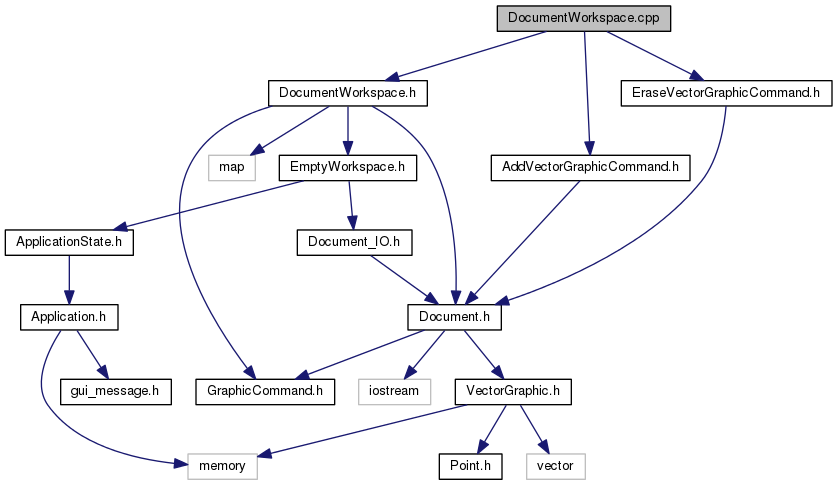 DocumentWorkspace.cpp
DocumentWorkspace.h
EraseVectorGraphicCommand.h
map
EmptyWorkspace.h
AddVectorGraphicCommand.h
ApplicationState.h
Document_IO.h
Application.h
Document.h
gui_message.h
GraphicCommand.h
iostream
VectorGraphic.h
memory
Point.h
vector